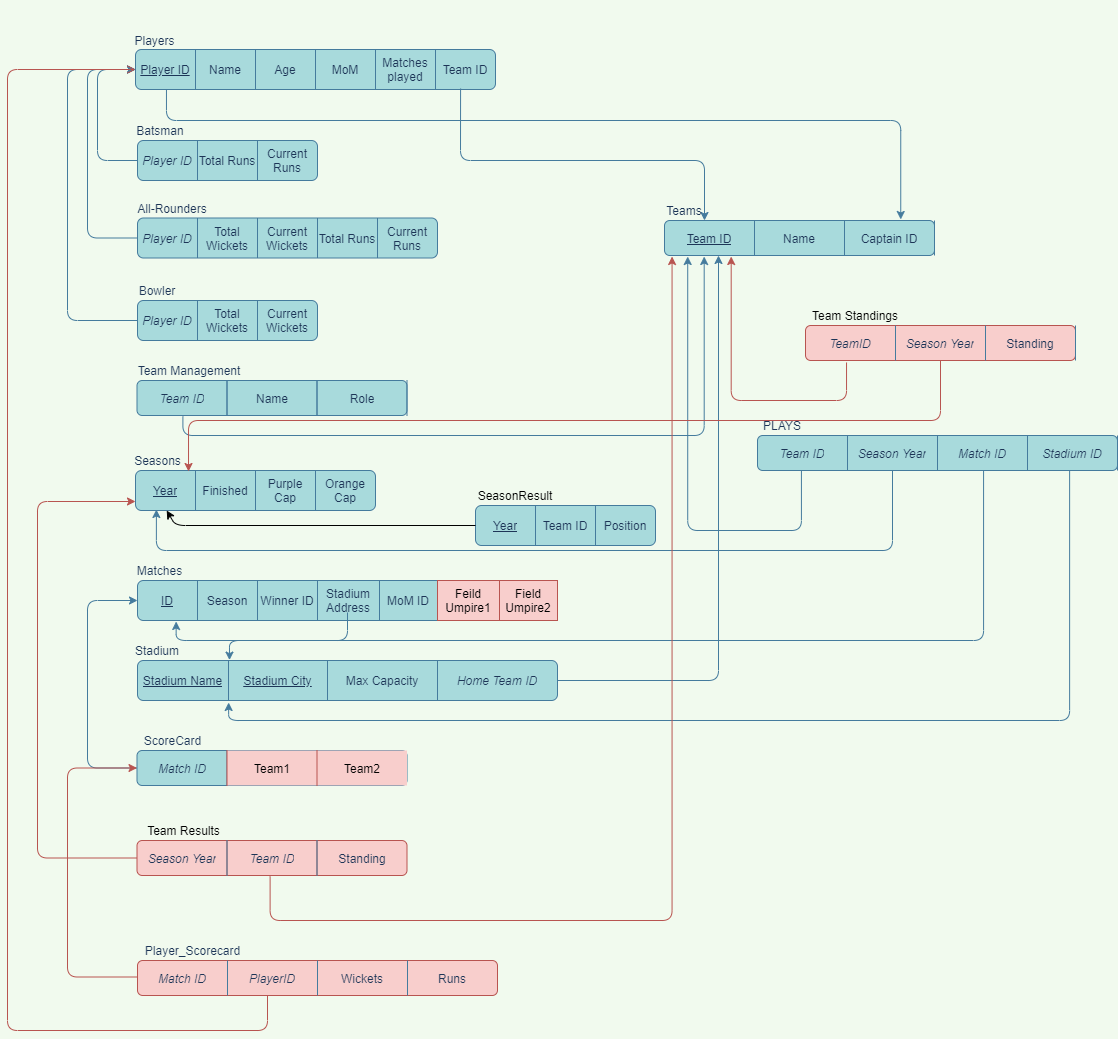 Players
Player ID Name Age MoM Matches played Team ID
Batsman
Player ID Total Runs Current Runs
All-Rounders
Player ID Total Wickets Current Wickets Total Runs Current Runs
Teams
Team ID Name Captain ID
Bowler
Player ID Total Wickets Current Wickets
Team Standings
TeamID Season Year Standing
Team Management
Team ID Name Role
PLAYS
Team ID Season Year Match ID Stadium ID
Seasons
Year Finished Purple Cap Orange Cap
SeasonResult
Year Team ID Position
Matches
ID Season Winner ID Stadium Address MoM ID Feild Umpire1 Field Umpire2
Stadium
Stadium Name Stadium City Max Capacity Home Team ID
ScoreCard
Match ID Team1 Team2
Team Results
Season Year Team ID Standing
Player_Scorecard
Match ID PlayerID Wickets Runs